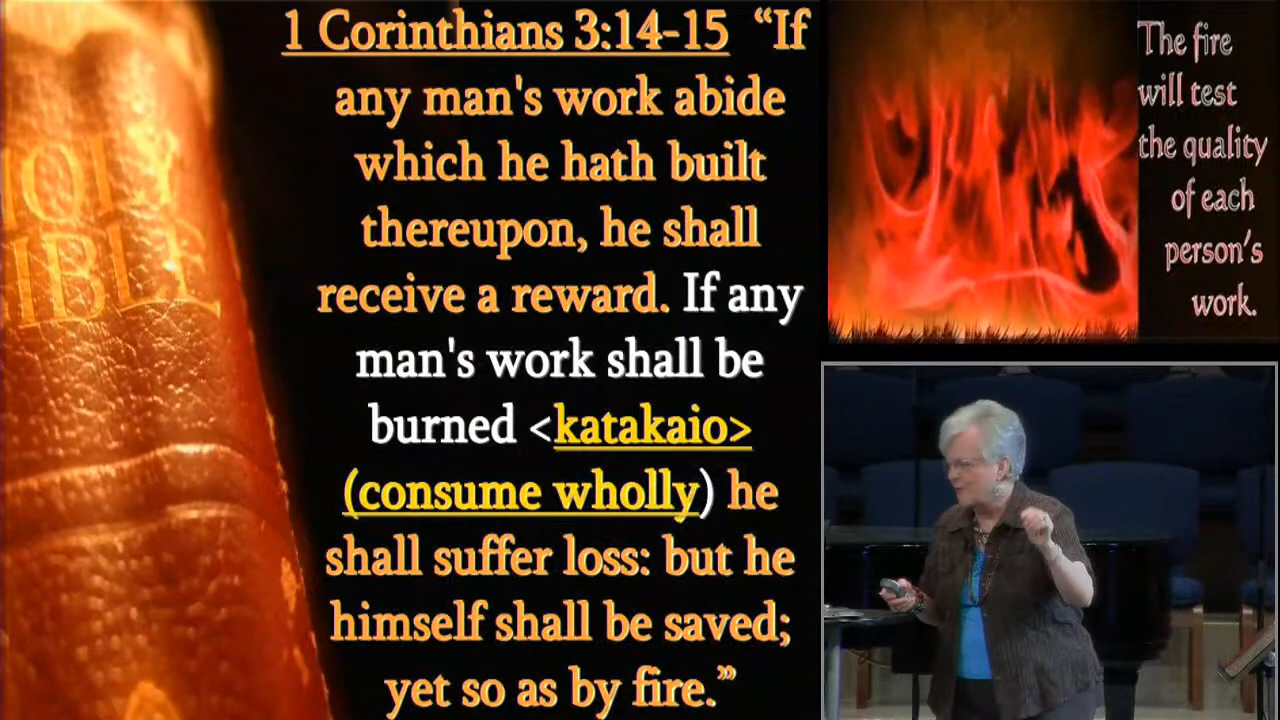 HOLY
BIBLE
1 Corinthians 3:14-15 “If
any man's work abide
which he hath built
thereupon, he shall
receive a reward. If any
man's work shall be
burned <katakaio>
(consume wholly) he
shall suffer loss: but he
himself shall be saved;
yet so as by fire.”
The fire
will test
the quality
of each
person’s
work.